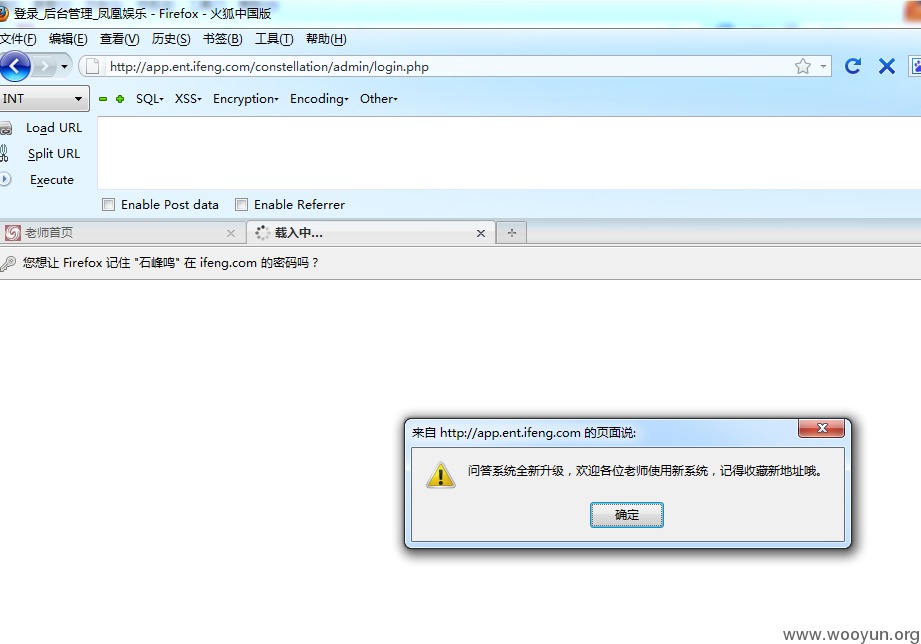 登录_后台管理_凤凰娱乐 - Firefox - 火狐中国版
文件(F) 编辑(E) 查看(V) 历史(S) 书签(B) 工具(T) 帮助(H)
http://app.ent.ifeng.com/constellation/admin/login.php
INT SQL XSS Encryption Encoding Other
Load URL
Split URL
Execute
Enable Post data Enable Referrer
老师首页 载入中...
您想让 Firefox 记住 "石峰鸣" 在 ifeng.com 的密码吗？
来自 http://app.ent.ifeng.com 的页面说:
问答系统全新升级，欢迎各位老师使用新系统，记得收藏新地址哦。
确定
www.wooyun.org